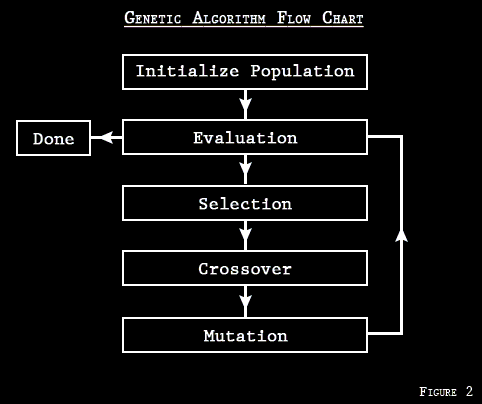 Genetic Algorithm Flow Chart
Initialize Population
Done
Evaluation
Selection
Crossover
Mutation
Figure 2